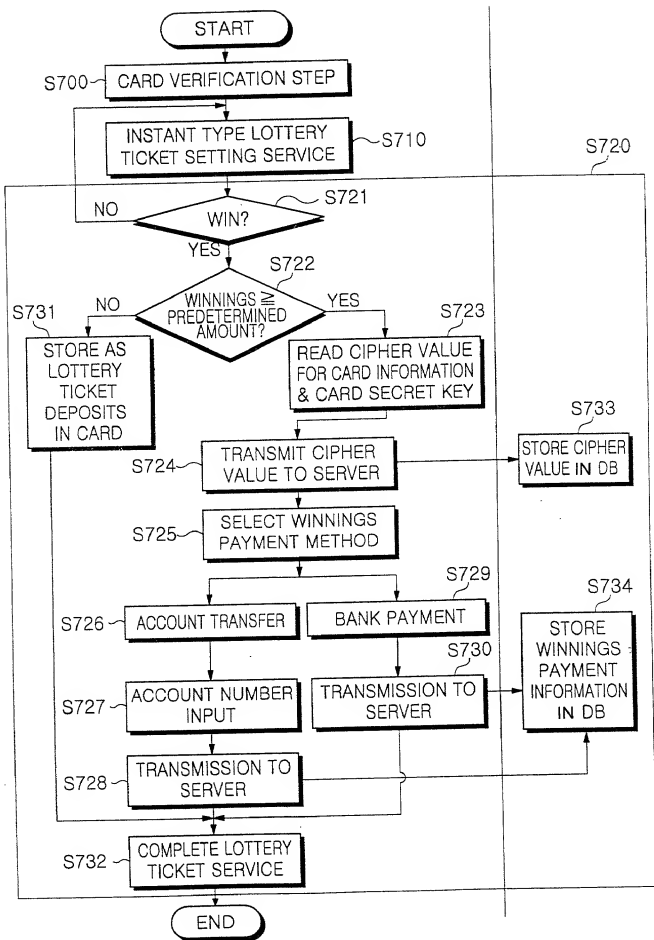 START
S700
CARD VERIFICATION STEP
INSTANT TYPE LOTTERY
TICKET SETTING SERVICE
S710
S720
NO
S721
WIN?
YES
S722
S731
NO
WINNINGS ≧
PREDETERMINED
AMOUNT?
YES
S723
STORE AS
LOTTERY
TICKET
DEPOSITS
IN CARD
READ CIPHER VALUE
FOR CARD INFORMATION
& CARD SECRET KEY
S733
S724
TRANSMIT CIPHER
VALUE TO SERVER
STORE CIPHER
VALUE IN DB
S725
SELECT WINNINGS
PAYMENT METHOD
S729
S726
ACCOUNT TRANSFER
BANK PAYMENT
S734
STORE
WINNINGS
PAYMENT
INFORMATION
IN DB
S730
S727
ACCOUNT NUMBER
INPUT
TRANSMISSION TO
SERVER
S728
TRANSMISSION TO
SERVER
S732
COMPLETE LOTTERY
TICKET SERVICE
END